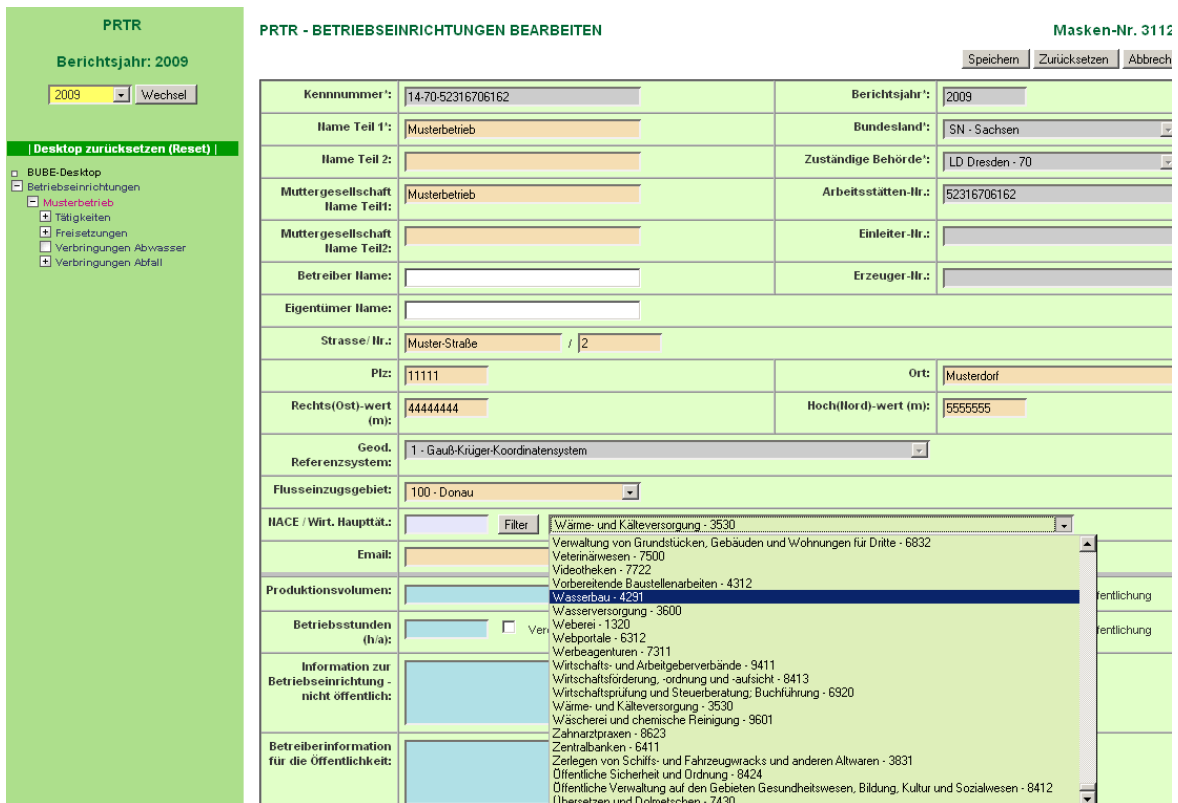 PRTR
Berichtsjahr: 2009
2009 Wechsel
| Desktop zurücksetzen (Reset) |
BUBE-Desktop
Betriebseinrichtungen
Musterbetrieb
Tätigkeiten
Freisetzungen
Verbringungen Abwasser
Verbringungen Abfall
PRTR - BETRIEBSEINRICHTUNGEN BEARBEITEN Masken-Nr. 3112
Speichern Zurücksetzen Abbrech
Kennnummer*: 14-70-52316706162 Berichtsjahr*: 2009
Name Teil 1*: Musterbetrieb Bundesland*: SN - Sachsen
Name Teil 2: Zuständige Behörde*: LD Dresden - 70
Muttergesellschaft Name Teil1: Musterbetrieb Arbeitsstätten-Nr.: 52316706162
Muttergesellschaft Name Teil2: Einleiter-Nr.:
Betreiber Name: Erzeuger-Nr.:
Eigentümer Name:
Strasse/Nr.: Muster-Straße / 2
Plz: 11111 Ort: Musterdorf
Rechts(Ost)-wert (m): 44444444 Hoch(Nord)-wert (m): 5555555
Geod. Referenzsystem: 1 - Gauß-Krüger-Koordinatensystem
Flusseinzugsgebiet: 100 - Donau
NACE / Wirt. Haupttät.: Filter Wärme- und Kälteversorgung - 3530
Email:
Produktionsvolumen: fentlichung
Betriebsstunden (h/a): Ver fentlichung
Information zur Betriebseinrichtung - nicht öffentlich:
Betreiberinformation für die Öffentlichkeit:
Verwaltung von Grundstücken, Gebäuden und Wohnungen für Dritte - 6832
Veterinärwesen - 7500
Videotheken - 7722
Vorbereitende Baustellenarbeiten - 4312
Wasserbau - 4291
Wasserversorgung - 3600
Weberei - 1320
Webportale - 6312
Werbeagenturen - 7311
Wirtschafts- und Arbeitgeberverbände - 9411
Wirtschaftsförderung, -ordnung und -aufsicht - 8413
Wirtschaftsprüfung und Steuerberatung; Buchführung - 6920
Wärme- und Kälteversorgung - 3530
Wäscherei und chemische Reinigung - 9601
Zahnarztpraxen - 8623
Zentralbanken - 6411
Zerlegen von Schiffs- und Fahrzeugwracks und anderen Altwaren - 3831
Öffentliche Sicherheit und Ordnung - 8424
Öffentliche Verwaltung auf den Gebieten Gesundheitswesen, Bildung, Kultur und Sozialwesen - 8412
Übersetzen und Dolmetschen - 7430